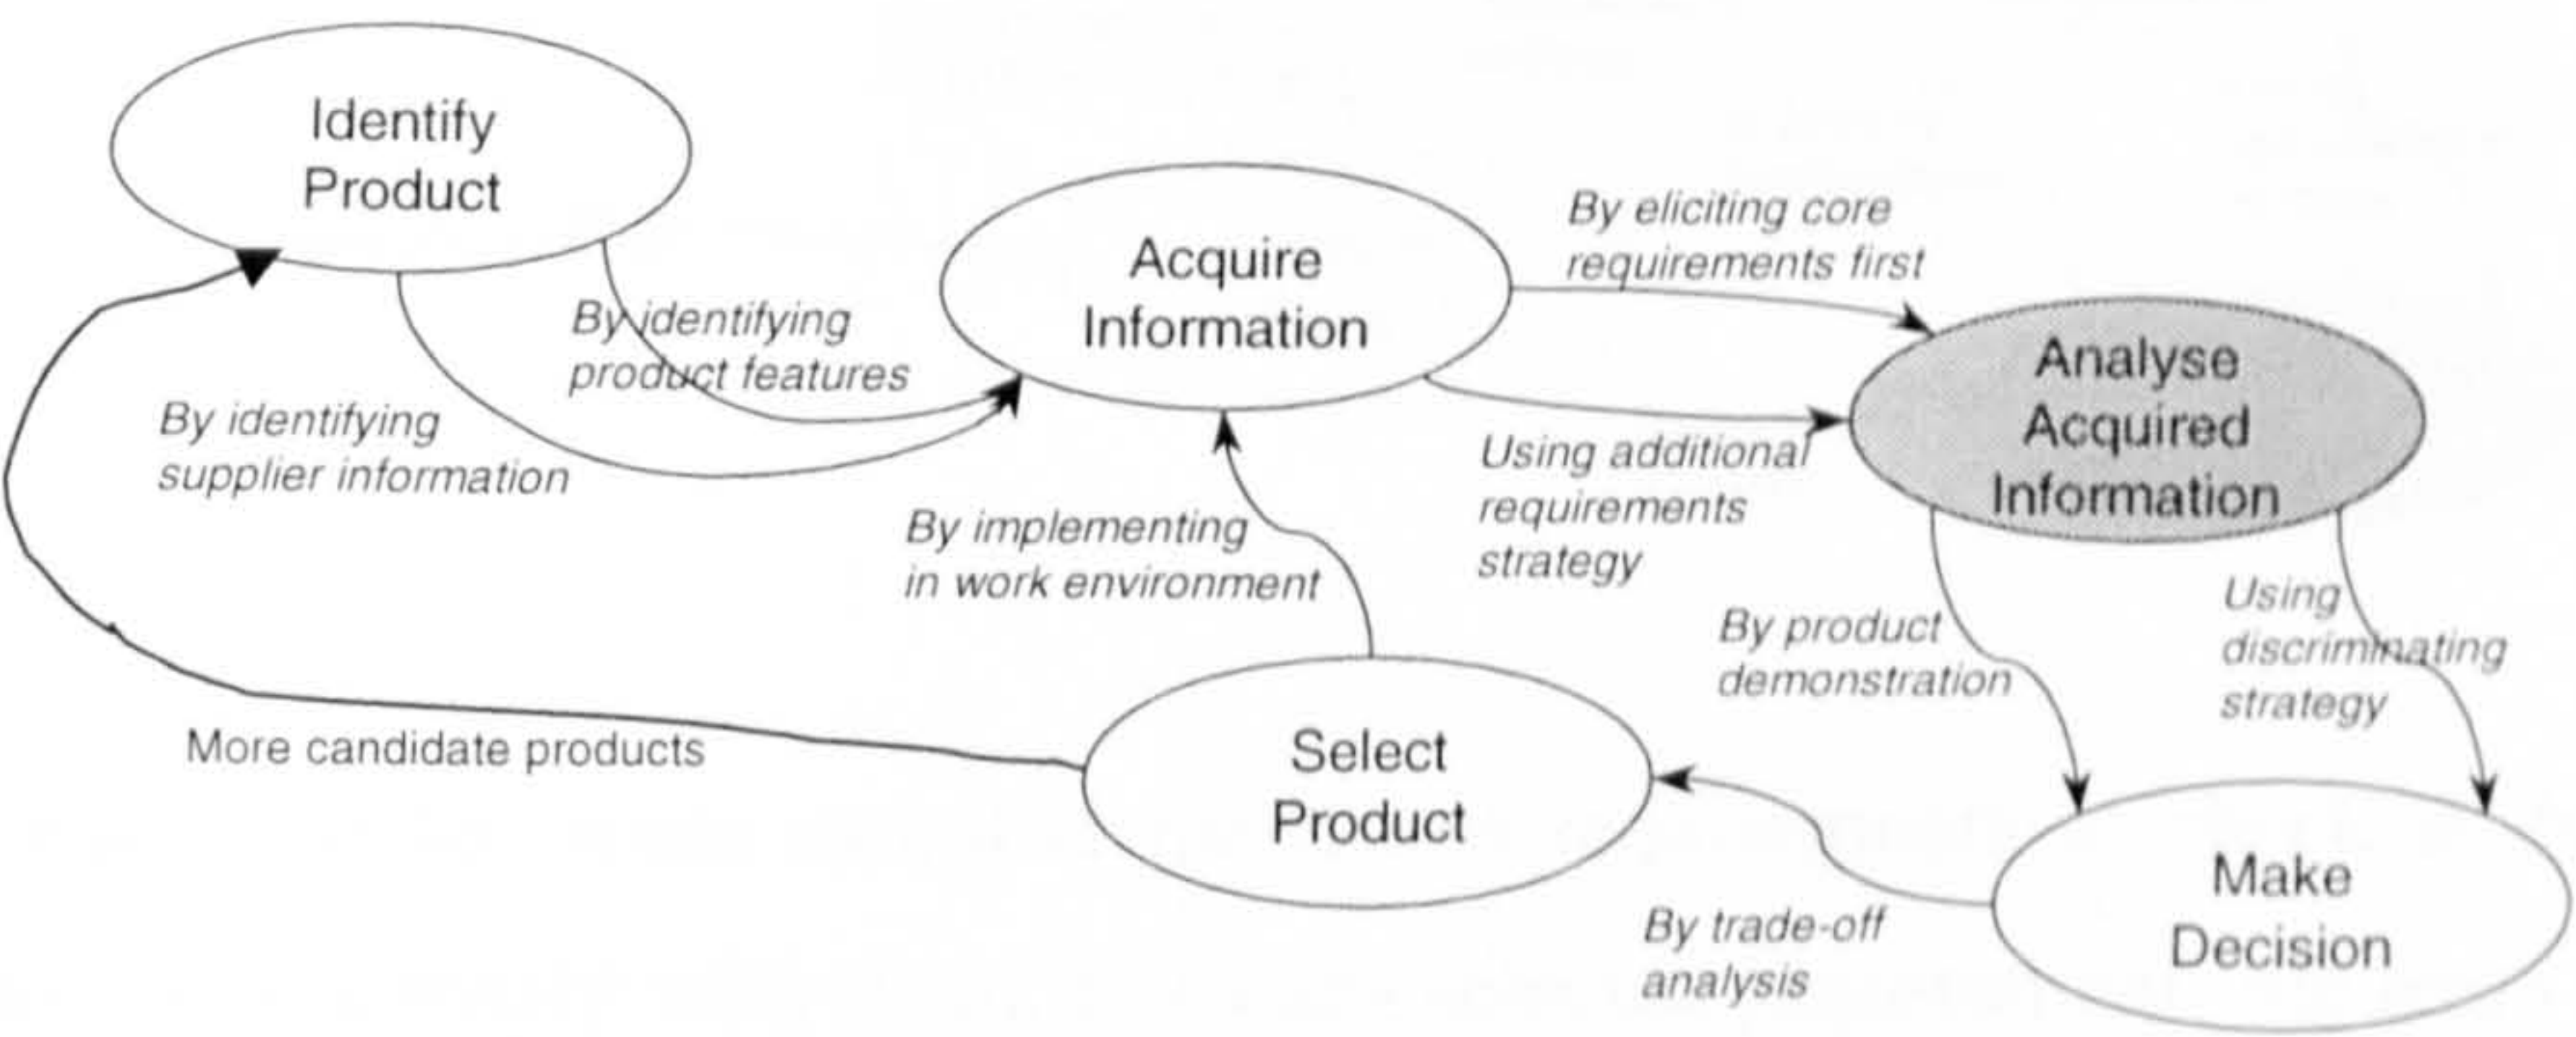 Identify
Product
Acquire
Information
By eliciting core
requirements first
By identifying
product features
Analyse
Acquired
Information
By identifying
supplier information
Using additional
requirements
strategy
By implementing
in work environment
By product
demonstration
Using
discriminating
strategy
More candidate products
Select
Product
Make
Decision
By trade-off
analysis